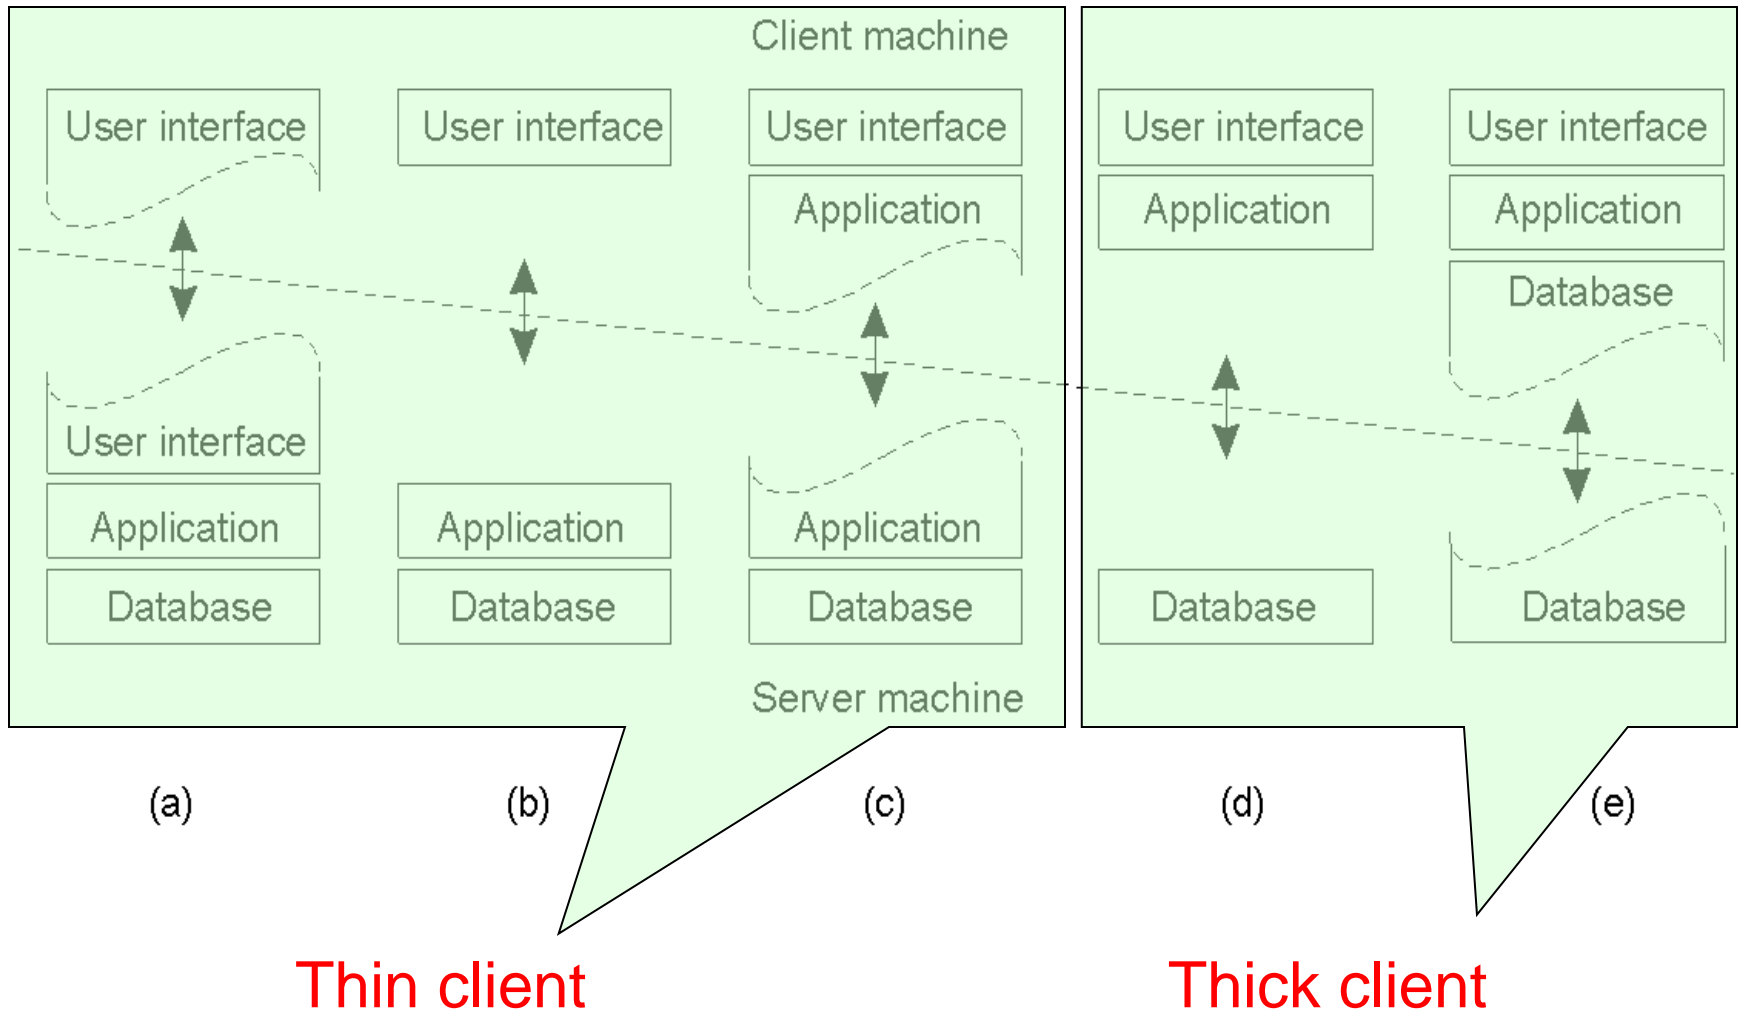 Client machine
User interface
User interface
User interface
User interface
User interface
Application
Application
Application
Database
User interface
Application
Application
Application
Database
Database
Database
Database
Database
Server machine
(a)
(b)
(c)
(d)
(e)
Thin client
Thick client